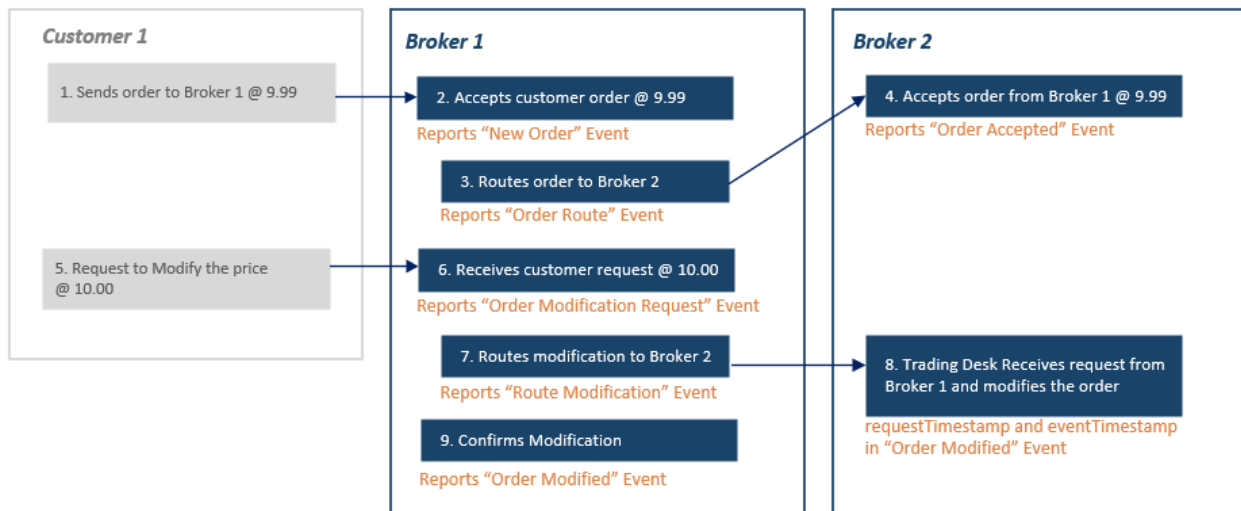 Customer 1
1. Sends order to Broker 1 @ 9.99
5. Request to Modify the price
@ 10.00
Broker 1
2. Accepts customer order @ 9.99
Reports “New Order” Event
3. Routes order to Broker 2
Reports “Order Route” Event
6. Receives customer request @ 10.00
Reports “Order Modification Request” Event
7. Routes modification to Broker 2
Reports “Route Modification” Event
9. Confirms Modification
Reports “Order Modified” Event
Broker 2
4. Accepts order from Broker 1 @ 9.99
Reports “Order Accepted” Event
8. Trading Desk Receives request from
Broker 1 and modifies the order
requestTimestamp and eventTimestamp
in “Order Modified” Event